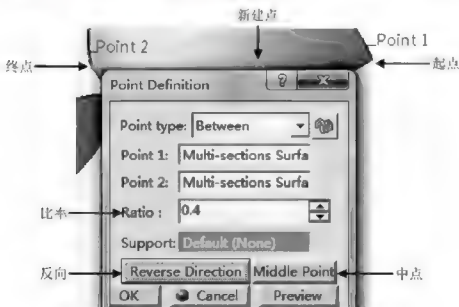 新建点
Point 2
Point 1
终点
起点
Point Definition
?
Point type: Between
Point 1: Multi-sections Surfa
Point 2: Multi-sections Surfa
比率
Ratio : 0.4
Support: Default (None)
反向
Reverse Direction
Middle Point
中点
OK
Cancel
Preview